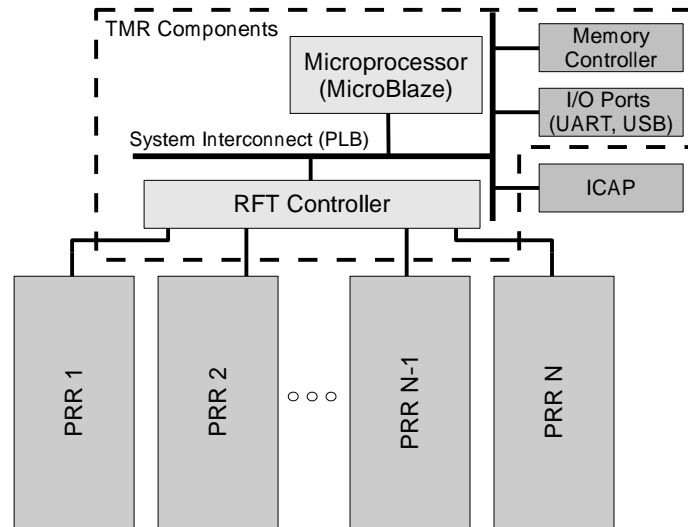 TMR Components
Microprocessor
(MicroBlaze)
Memory
Controller
I/O Ports
(UART, USB)
System Interconnect (PLB)
ICAP
RFT Controller
PRR 1
PRR 2
PRR N-1
PRR N